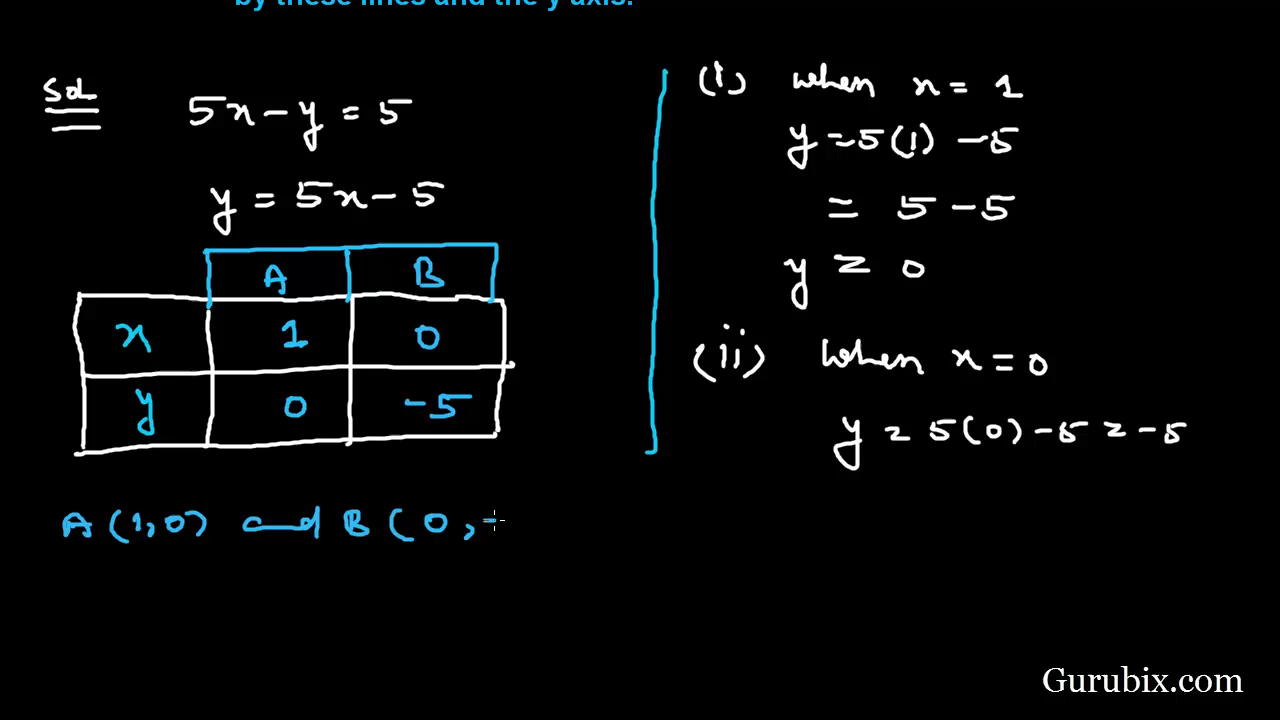 by these lines and the y axis.
Sol
5x - y = 5
y = 5x - 5
A B
x 1 0
y 0 -5
A (1,0) and B ( 0 , -
(i) when x = 1
y = 5(1) - 5
= 5 - 5
y = 0
(ii) when x = 0
y = 5(0) - 5 = -5
Gurubix.com